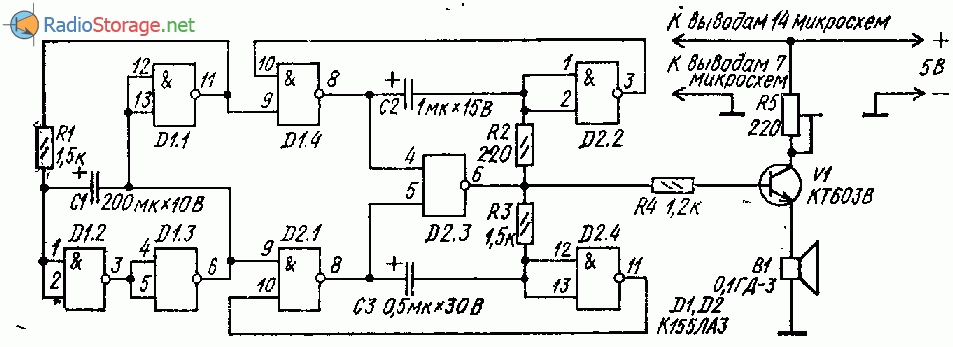 RadioStorage.net
К выводам 14 микросхем
+
5В
−
К выводам 7
микросхем
R1
1,5к
12
13
&
11
D1.1
10
9
&
8
D1.4
+
C2
1мк×15В
1
2
&
3
D2.2
R2
220
R5
220
4
5
6
D2.3
V1
КТ603В
R4 1,2к
+
C1
200мк×10В
R3
1,5к
D1.2
1
2
&
3
D1.3
4
5
&
6
D2.1
9
10
&
8
+
C3 0,5мк×30В
D2.4
12
13
&
11
B1
0,1ГД-3
D1,D2
К155ЛА3